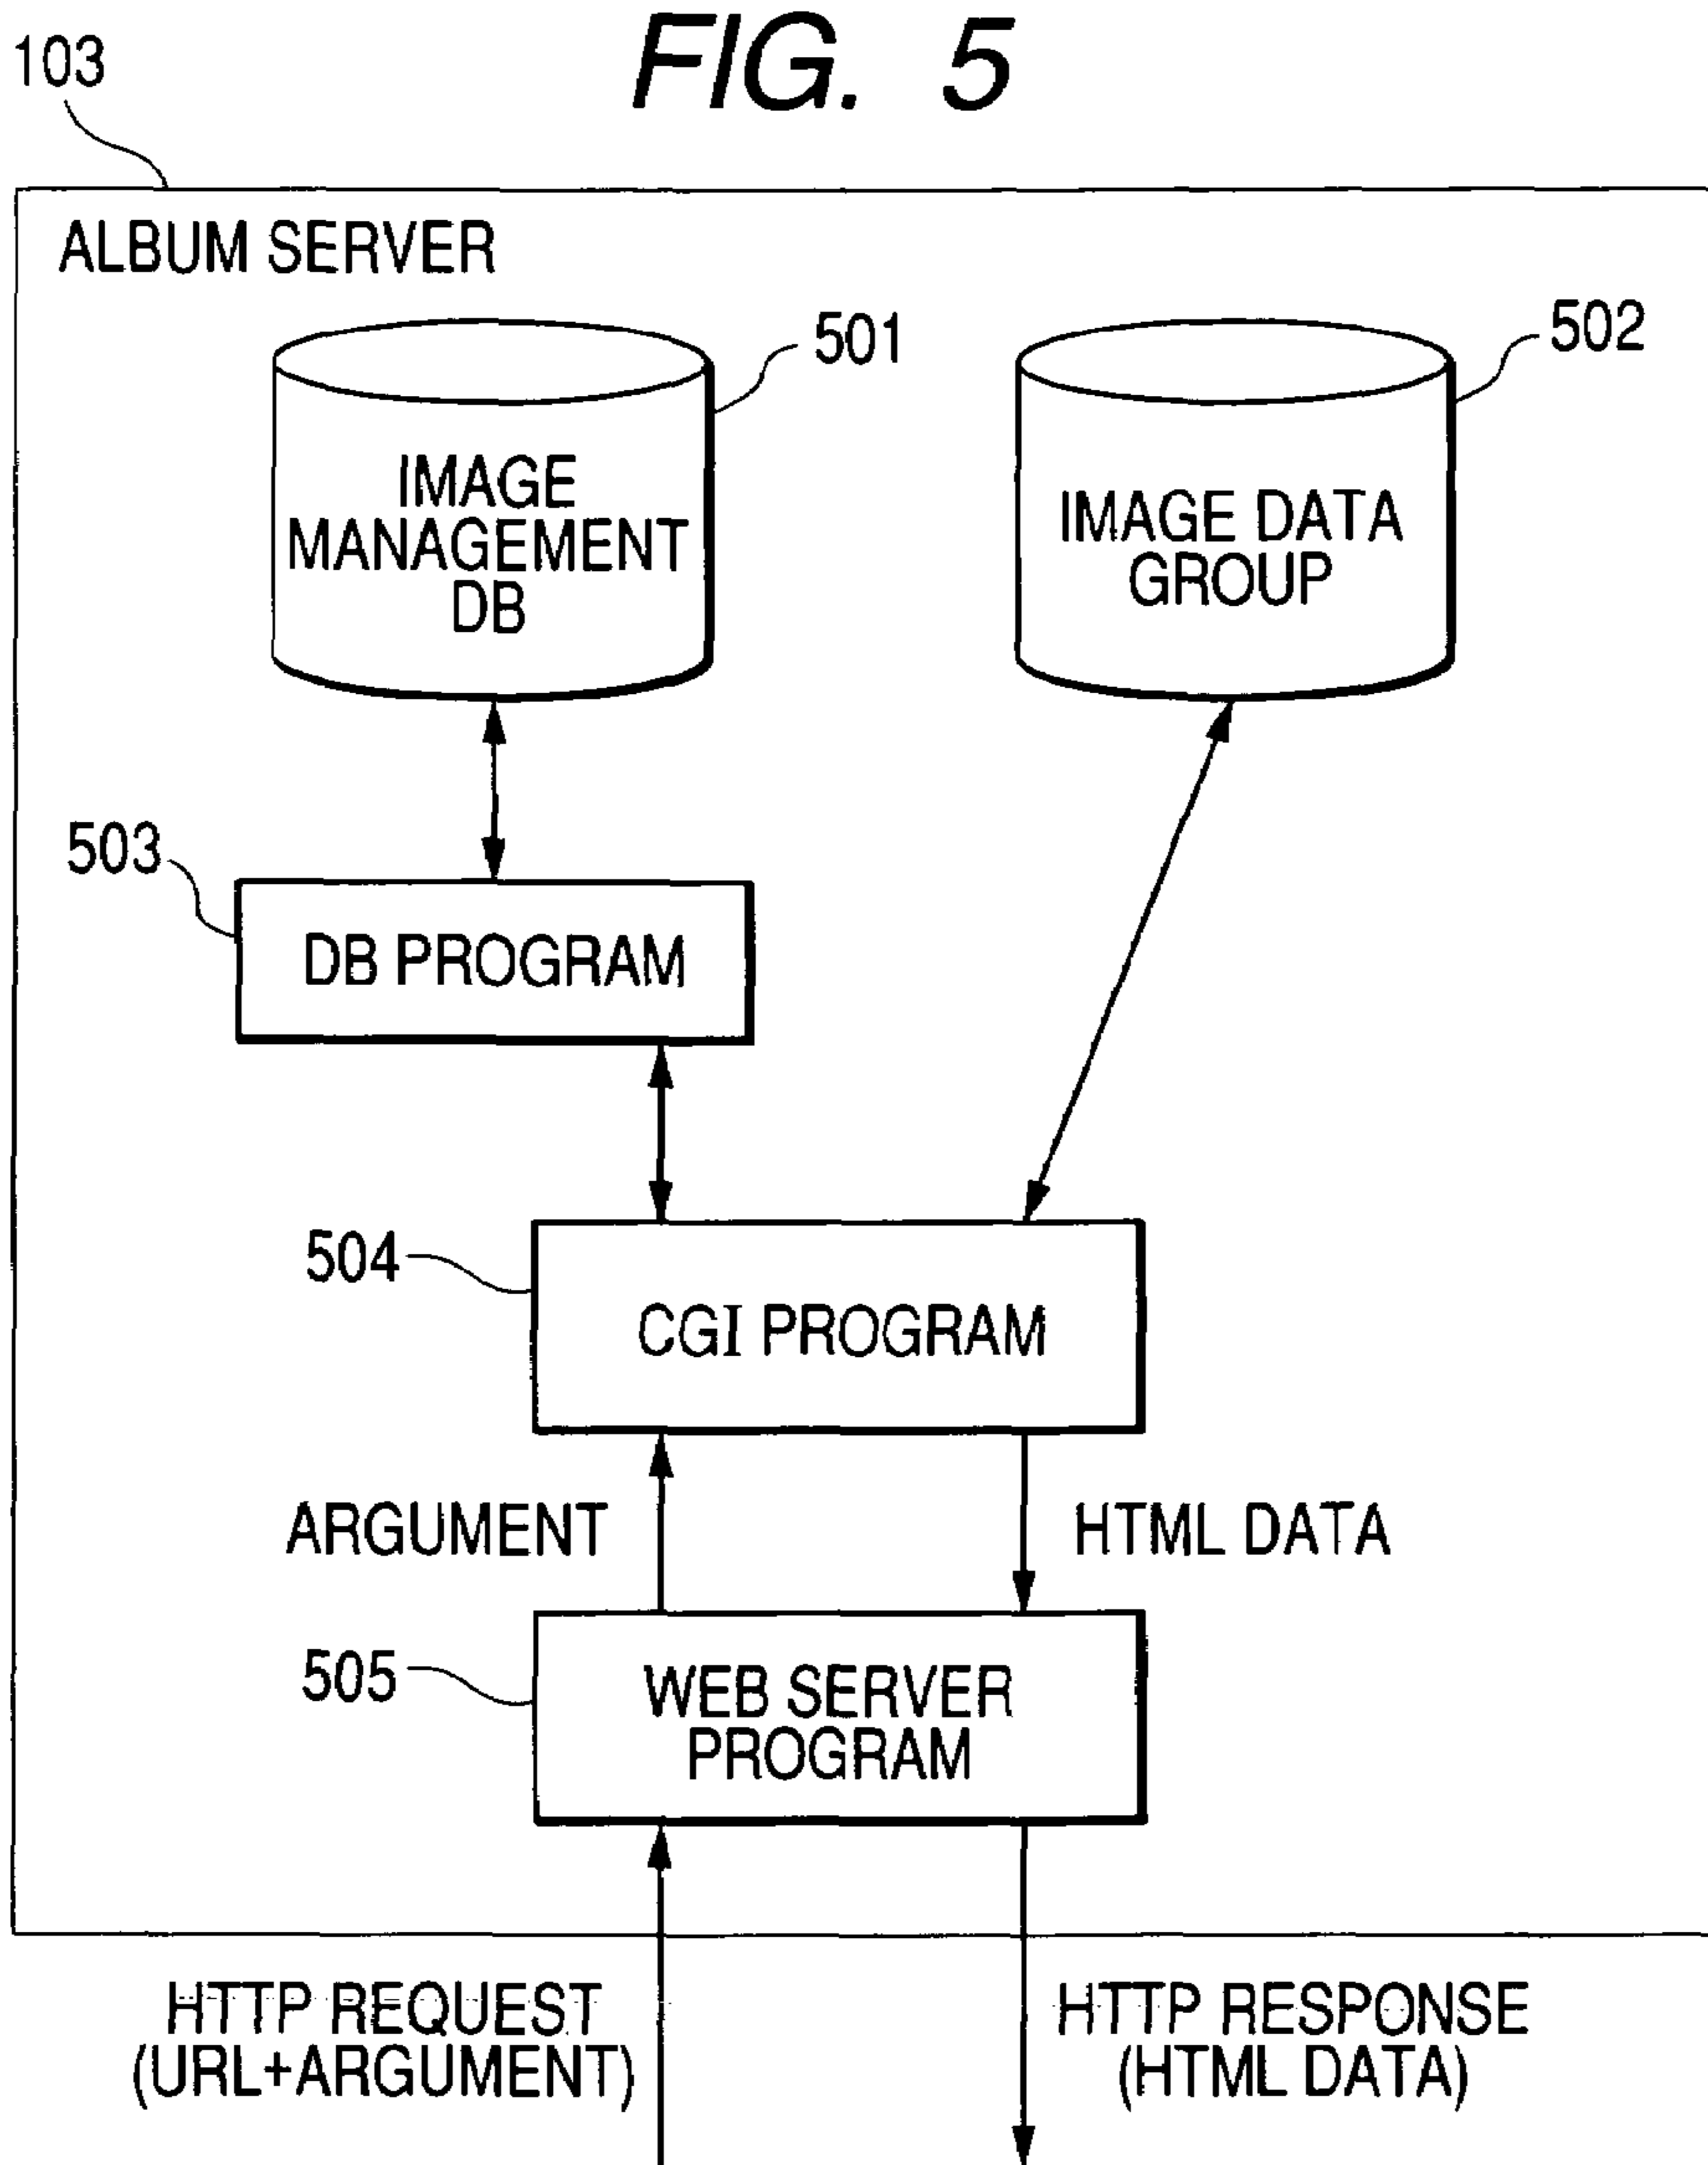 FIG. 5
103
ALBUM SERVER
501
502
IMAGE
MANAGEMENT
DB
IMAGE DATA
GROUP
503
DB PROGRAM
504
CGI PROGRAM
ARGUMENT
HTML DATA
505
WEB SERVER
PROGRAM
HTTP REQUEST
(URL+ARGUMENT)
HTTP RESPONSE
(HTML DATA)